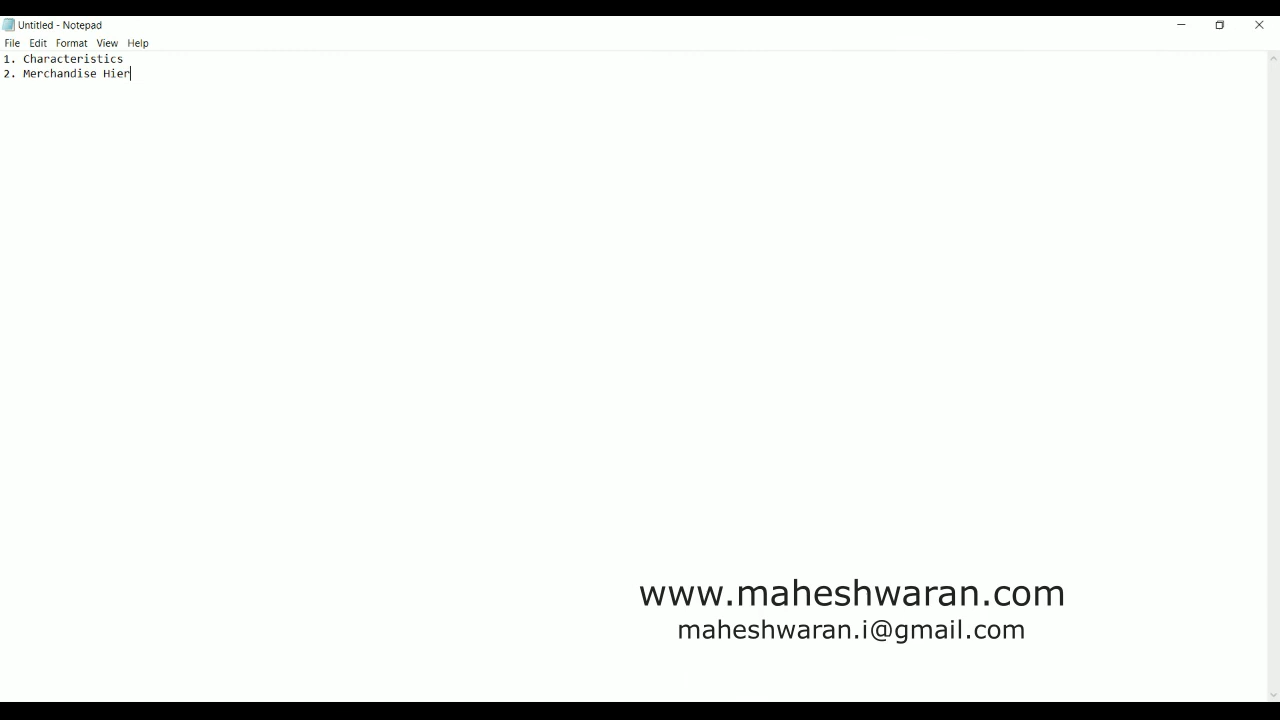 Untitled - Notepad
File Edit Format View Help
1. Characteristics
2. Merchandise Hier
www.maheshwaran.com
maheshwaran.i@gmail.com